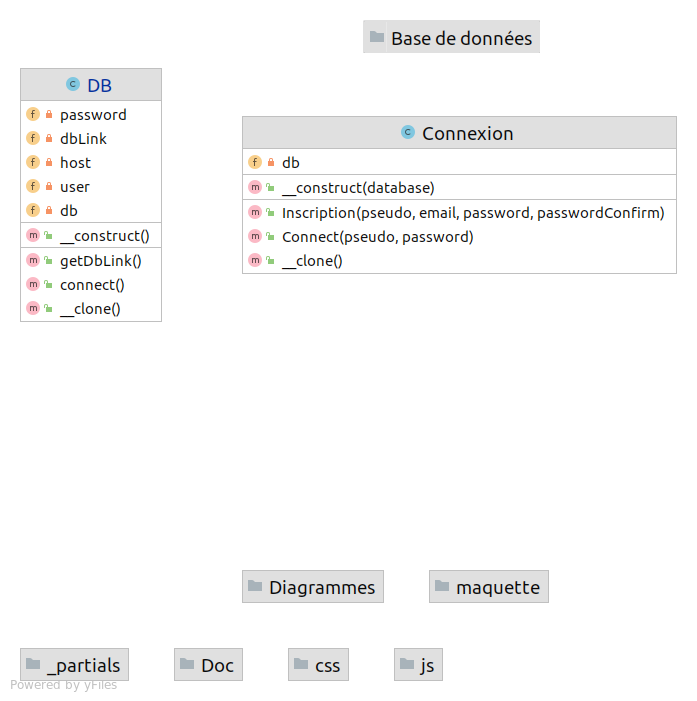 Base de données
DB
password
dbLink
host
user
db
__construct()
getDbLink()
connect()
__clone()
Connexion
db
__construct(database)
Inscription(pseudo, email, password, passwordConfirm)
Connect(pseudo, password)
__clone()
Diagrammes
maquette
_partials
Doc
css
js
Powered by yFiles